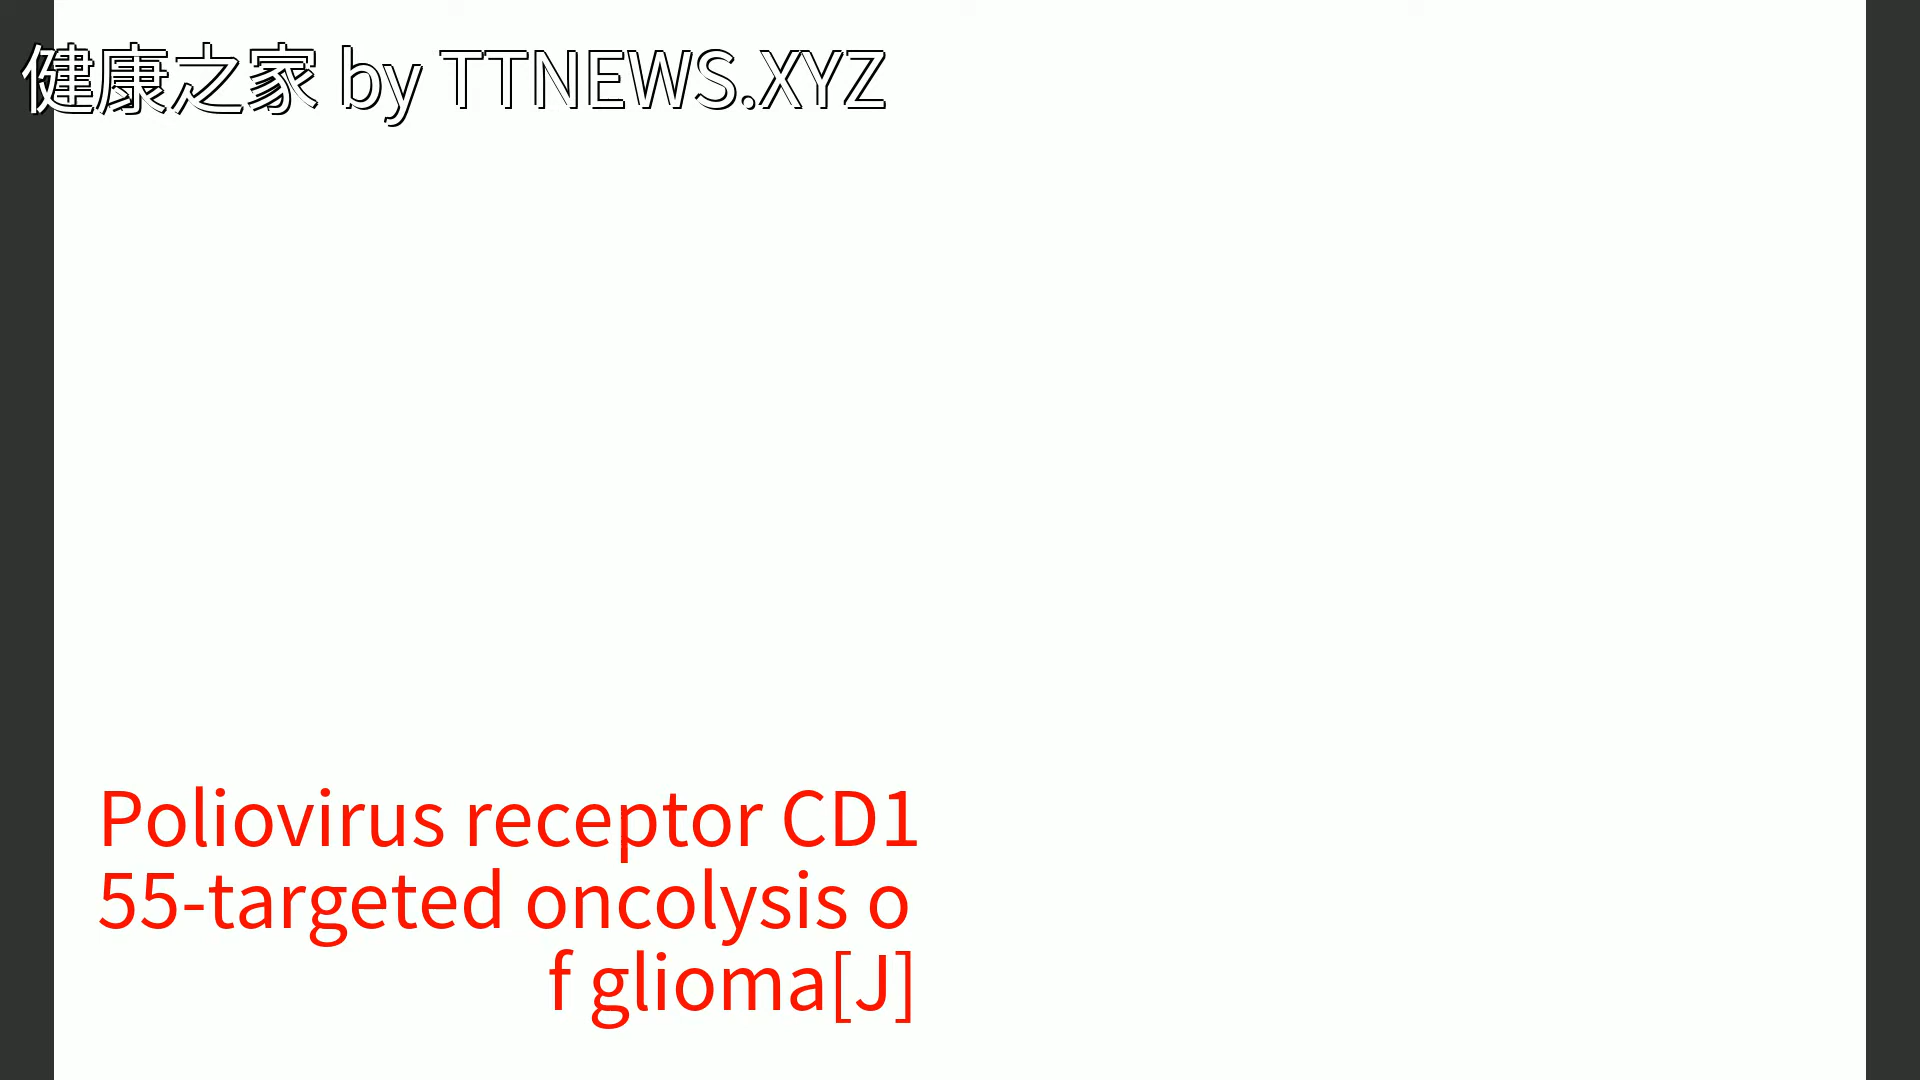 健康之家 by TTNEWS.XYZ
Poliovirus receptor CD1
55-targeted oncolysis o
f glioma[J]